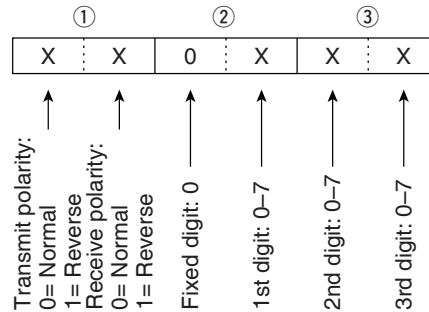 ① ② ③
X X 0 X X X
Transmit polarity:
0= Normal
1= Reverse
Receive polarity:
0= Normal
1= Reverse
Fixed digit: 0
1st digit: 0–7
2nd digit: 0–7
3rd digit: 0–7